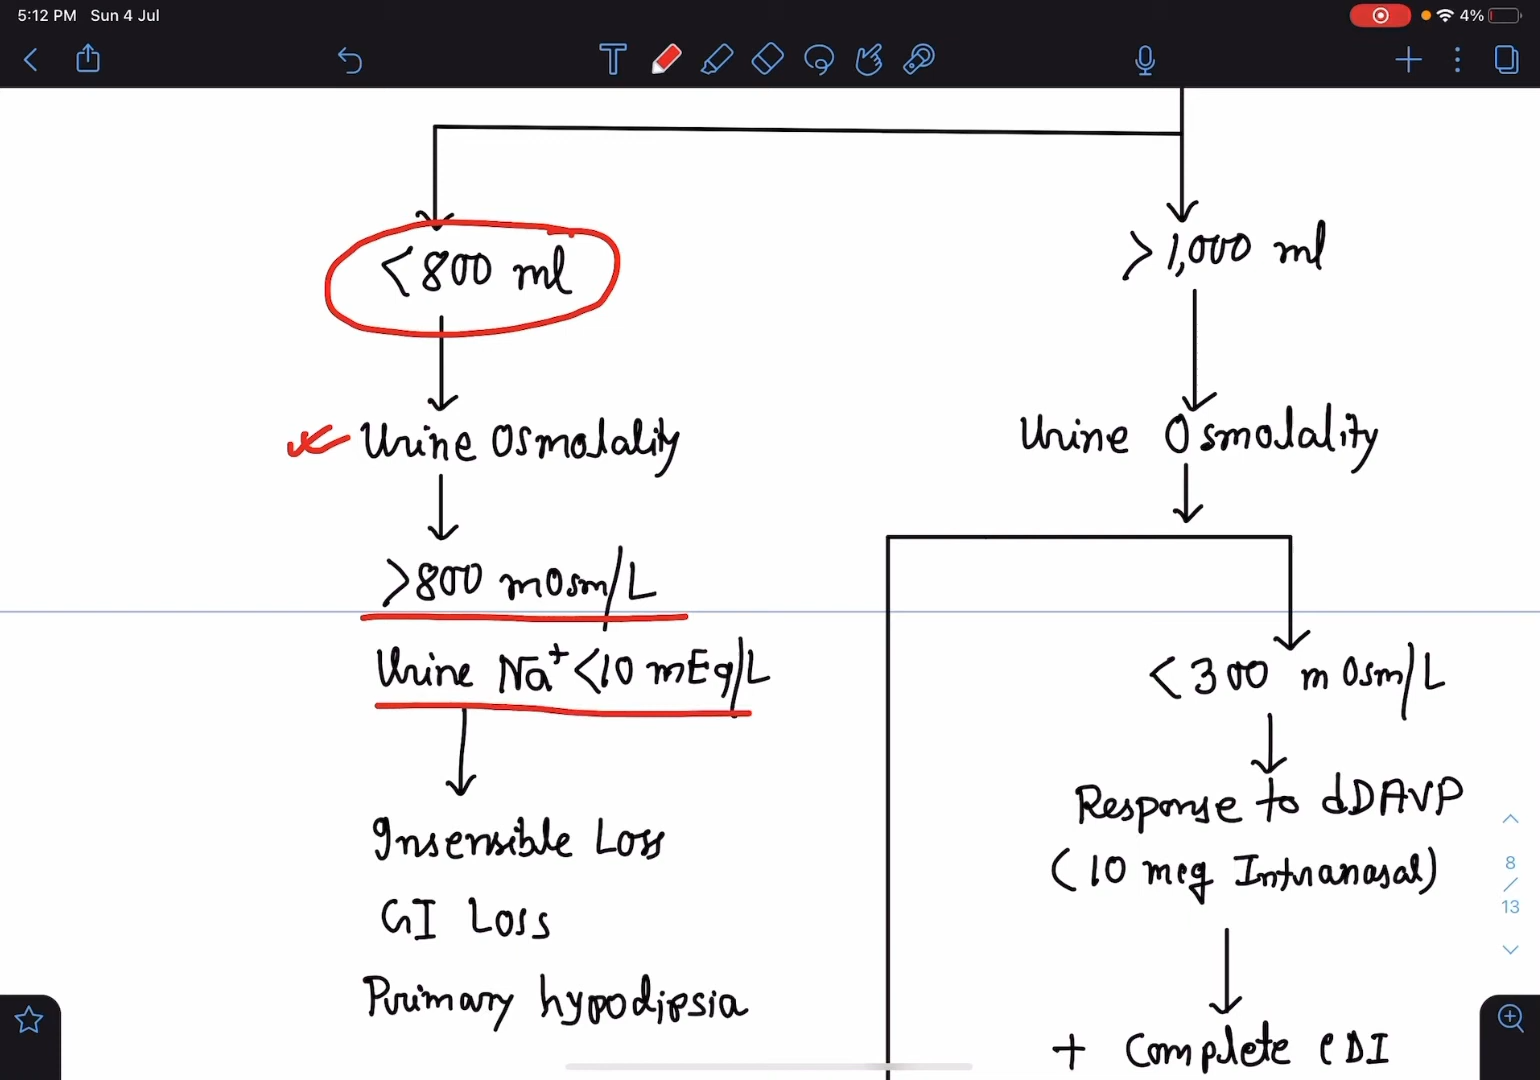 5:12 PM Sun 4 Jul
4%
T
<800 ml
>1,000 ml
Urine Osmolality
Urine Osmolality
>800 mOsm/L
Urine Na+ <10 mEq/L
<300 mOsm/L
Insensible Loss
Response to dDAVP
GI Loss
(10 mcg Intranasal)
8
/
13
Primary hypodipsia
+ Complete CDI